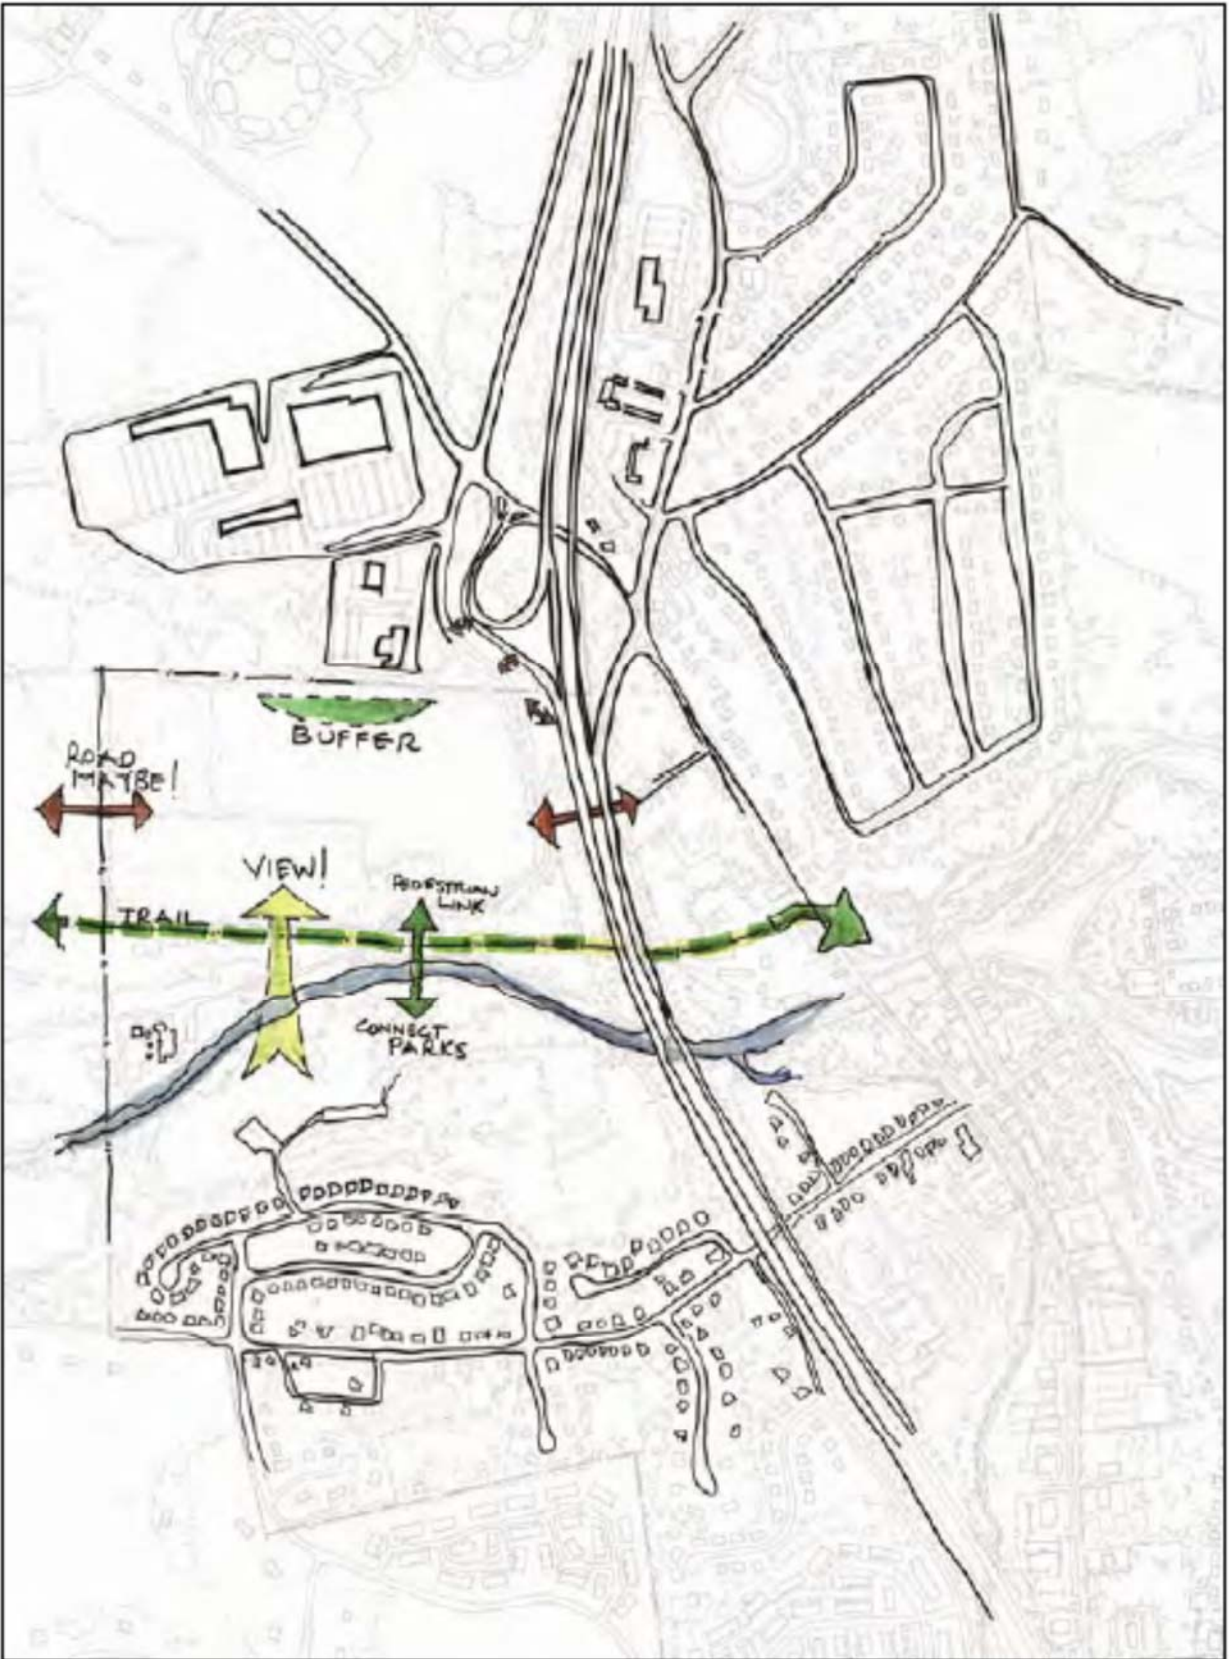 BUFFER
ROAD
MAYBE!
VIEW!
PEDESTRIAN
LINK
TRAIL
CONNECT
PARKS